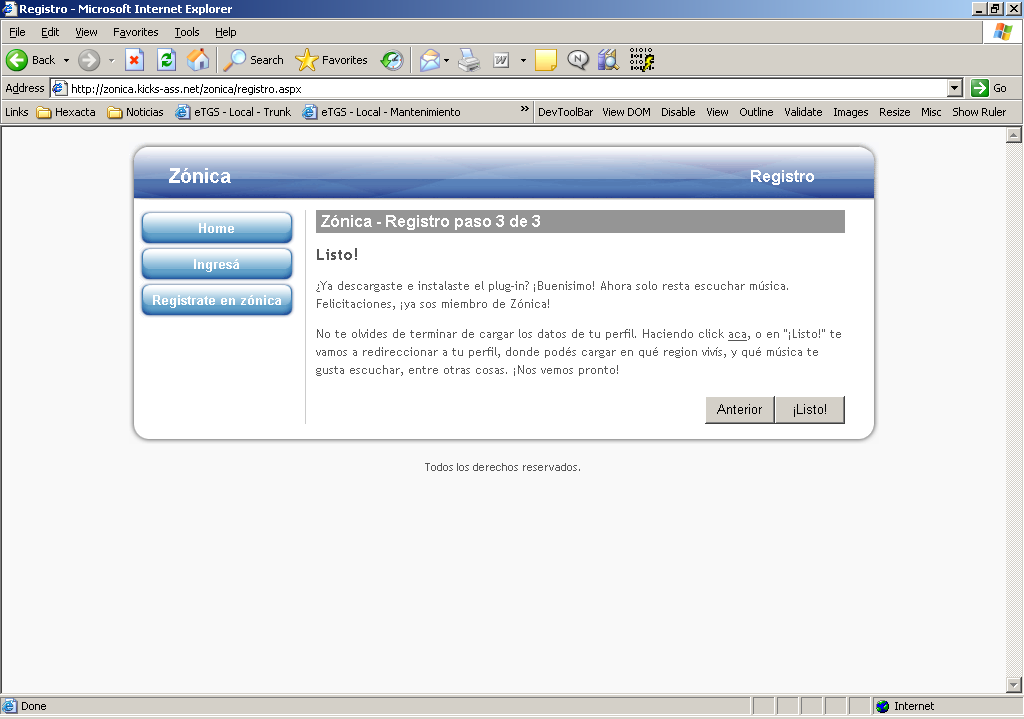 Registro - Microsoft Internet Explorer
File Edit View Favorites Tools Help
Back Search Favorites
Address http://zonica.kicks-ass.net/zonica/registro.aspx Go
Links Hexacta Noticias eTGS - Local - Trunk eTGS - Local - Mantenimiento » DevToolBar View DOM Disable View Outline Validate Images Resize Misc Show Ruler
Zónica Registro
Home
Ingresá
Registrate en zónica
Zónica - Registro paso 3 de 3
Listo!
¿Ya descargaste e instalaste el plug-in? ¡Buenisimo! Ahora solo resta escuchar música.
Felicitaciones, ¡ya sos miembro de Zónica!
No te olvides de terminar de cargar los datos de tu perfil. Haciendo click aca, o en "¡Listo!" te
vamos a redireccionar a tu perfil, donde podés cargar en qué region vivís, y qué música te
gusta escuchar, entre otras cosas. ¡Nos vemos pronto!
Anterior ¡Listo!
Todos los derechos reservados.
Done Internet